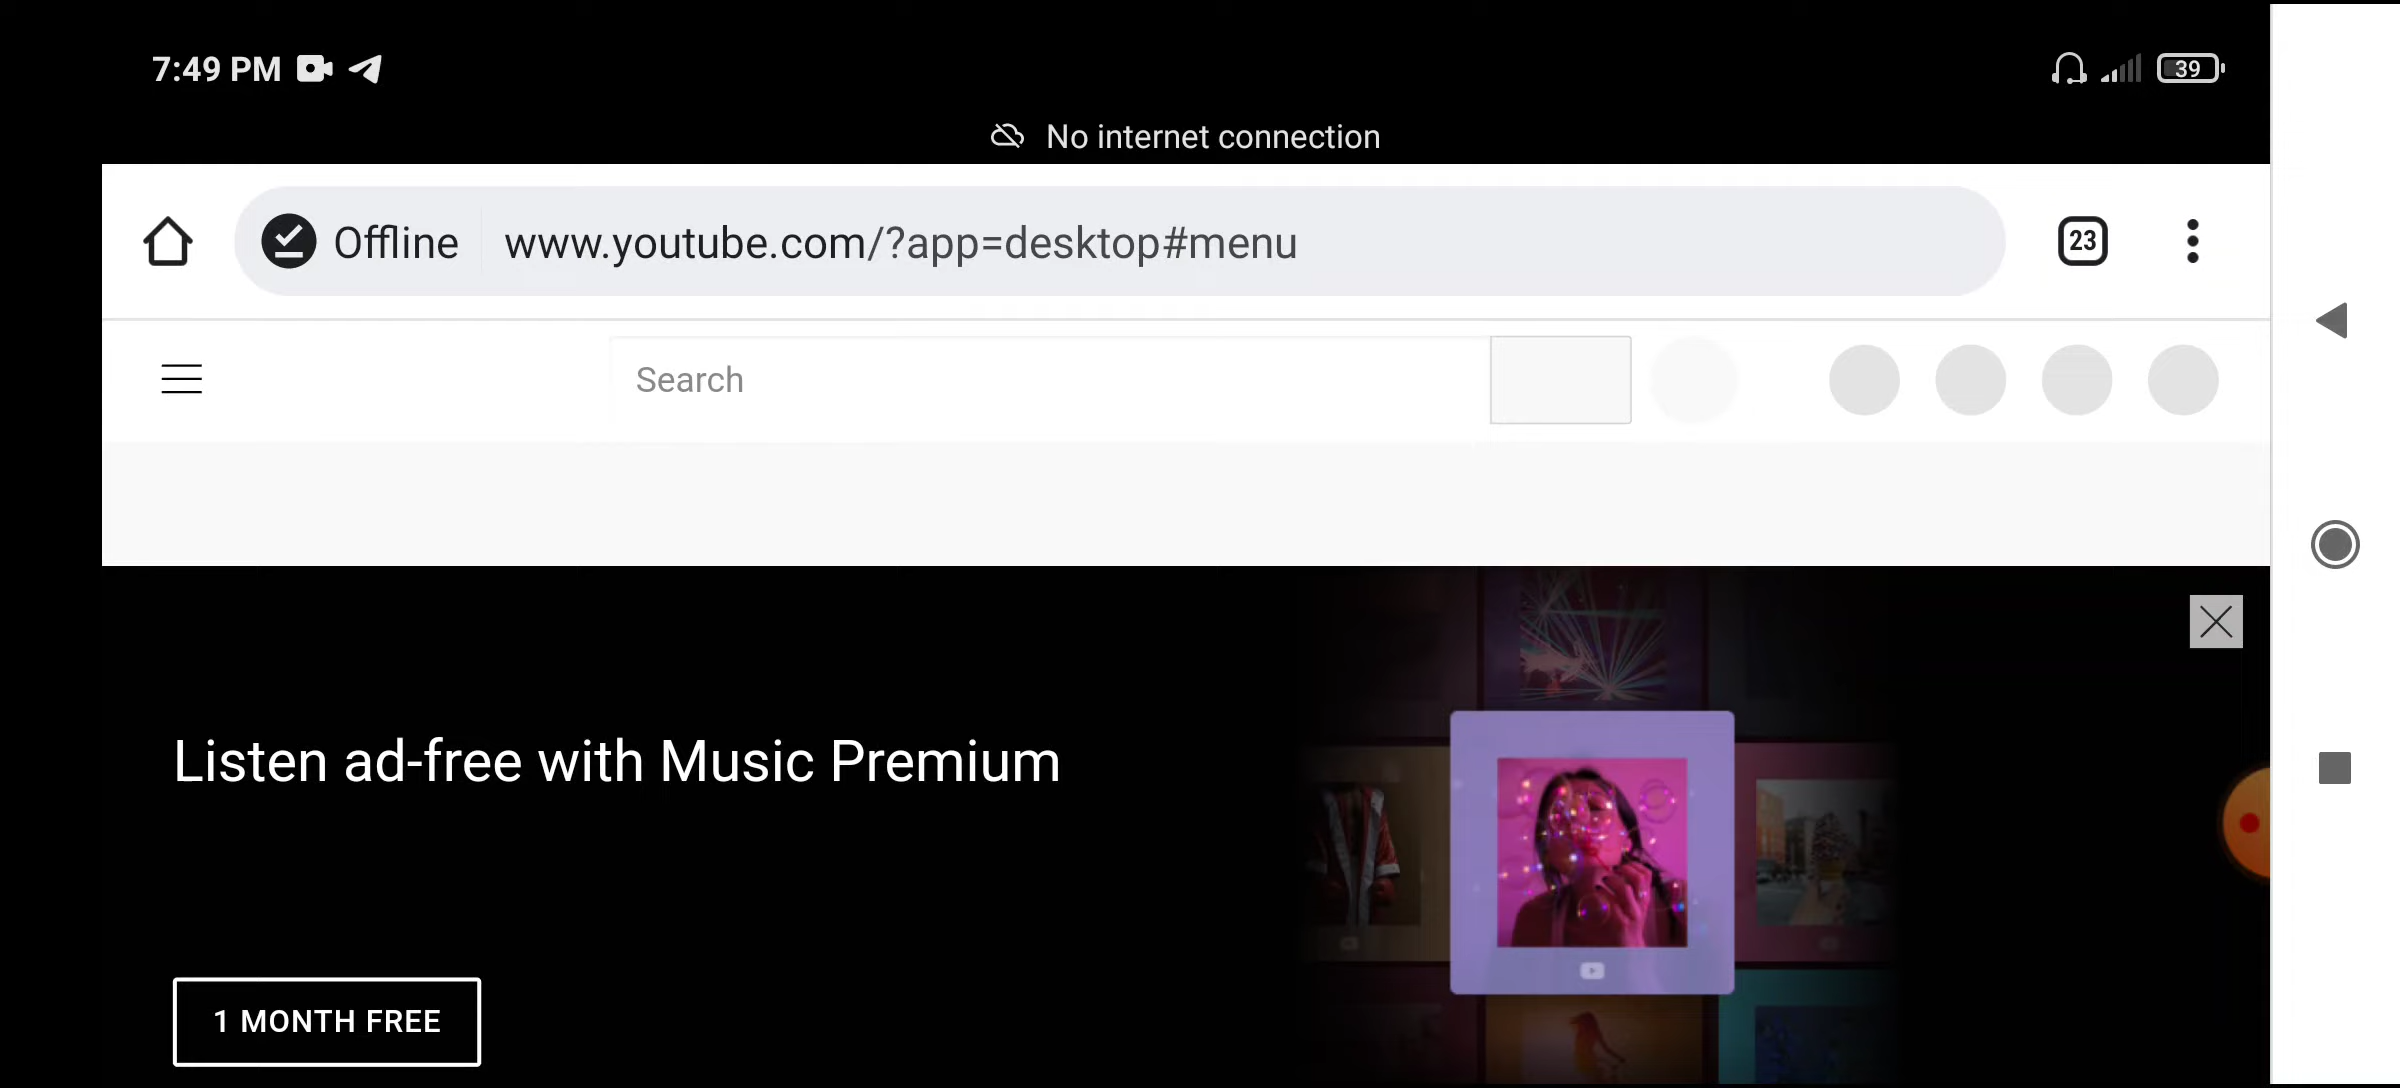 7:49 PM
39
No internet connection
Offline www.youtube.com/?app=desktop#menu
23
Search
Listen ad-free with Music Premium
1 MONTH FREE